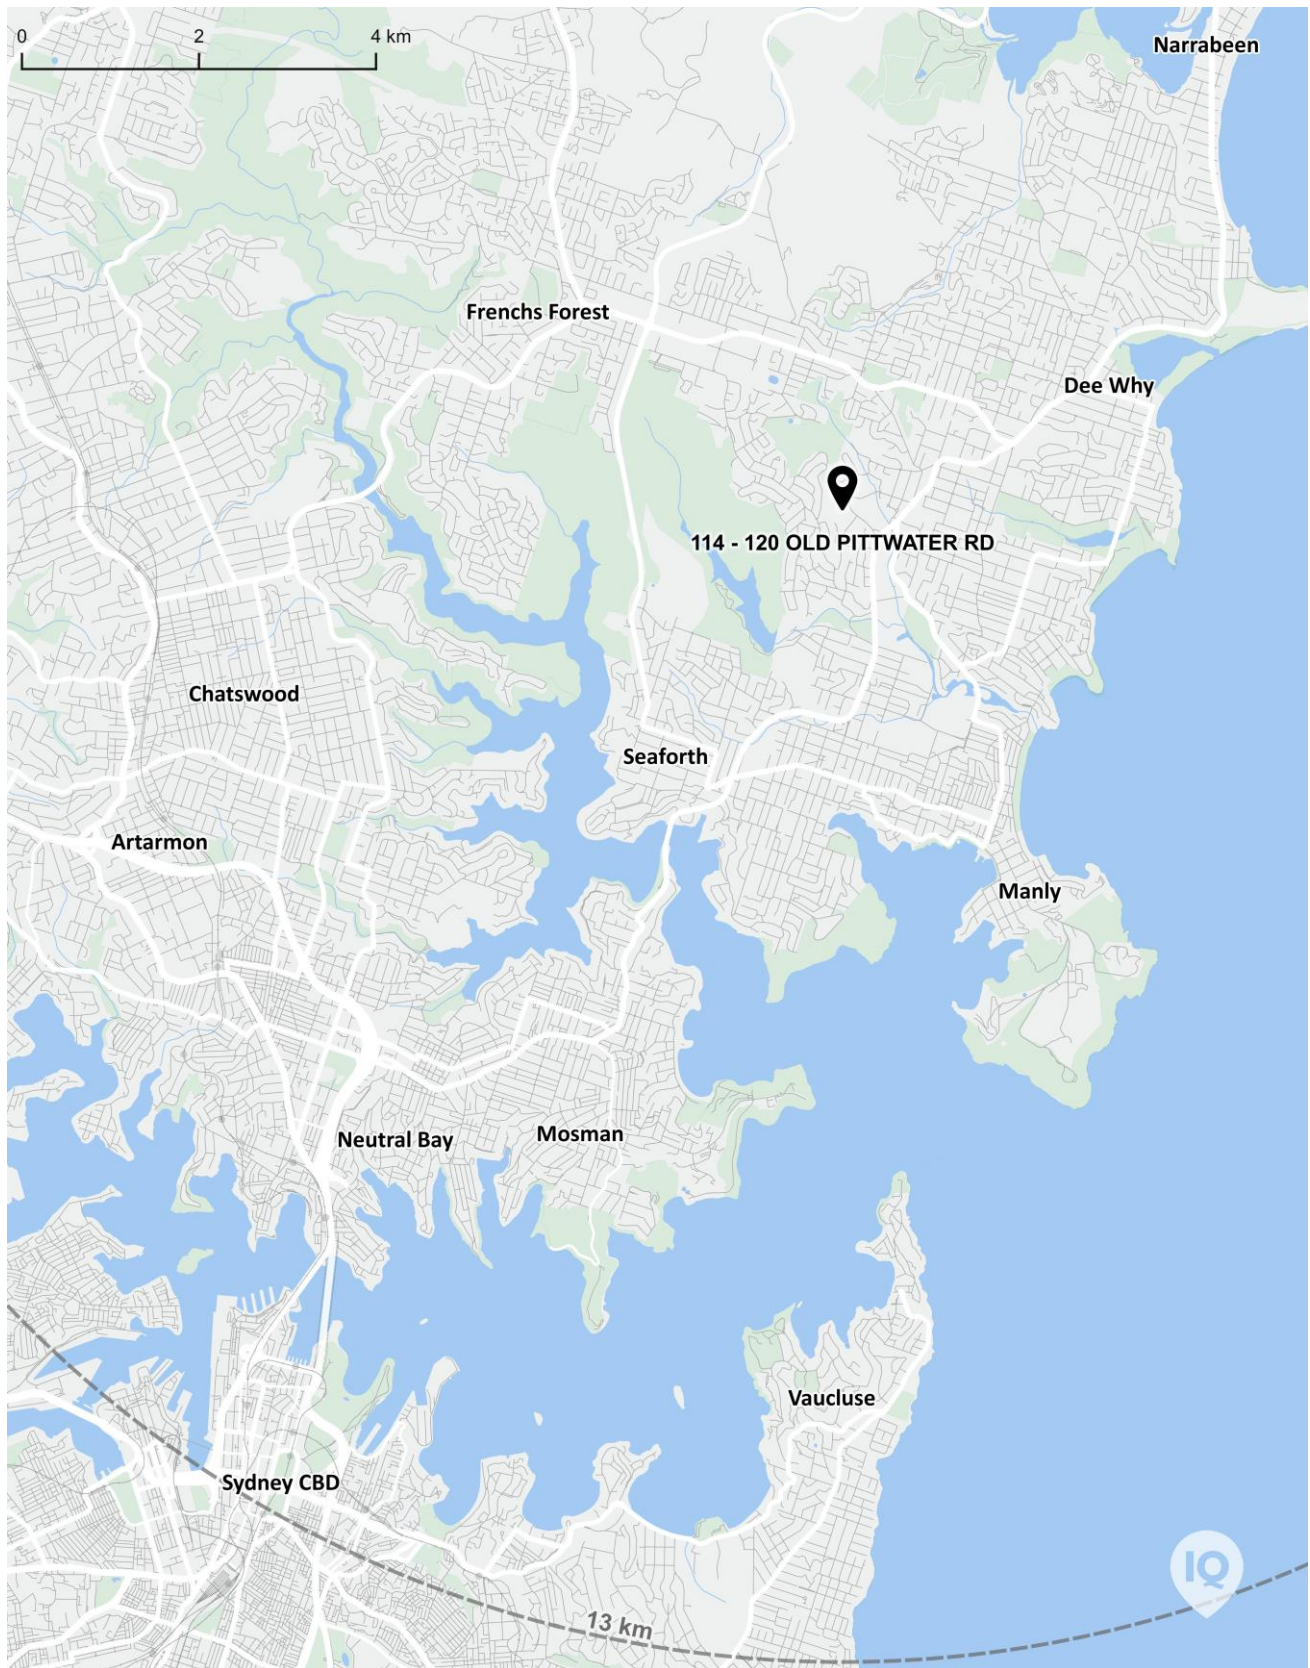 0 2 4 km
Narrabeen
Frenchs Forest
Dee Why
114 - 120 OLD PITTWATER RD
Chatswood
Seaforth
Artarmon
Manly
Neutral Bay
Mosman
Vaucluse
Sydney CBD
IQ
13 km